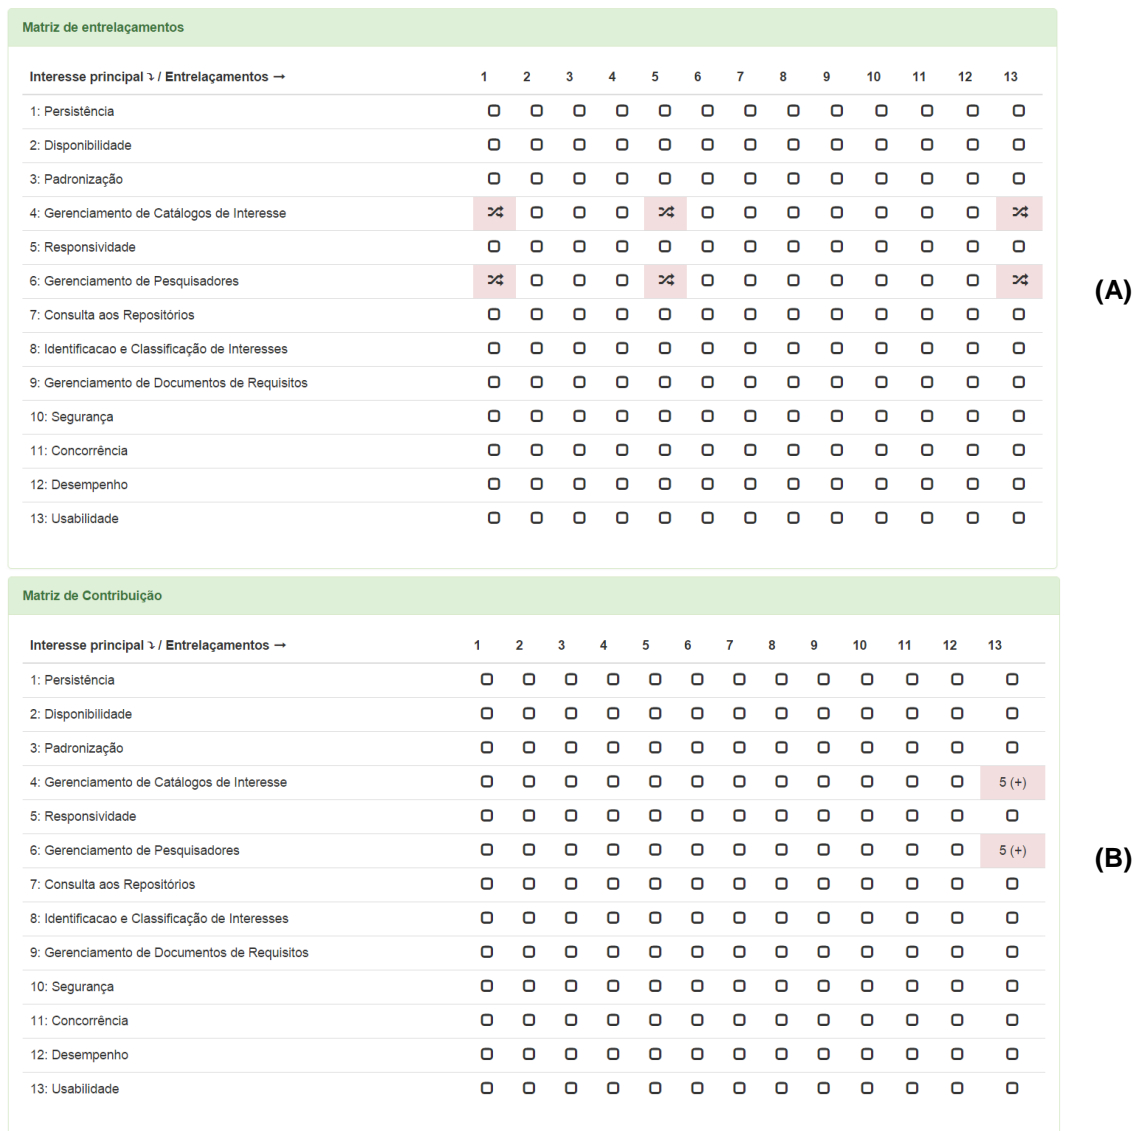 Matriz de entrelaçamentos
Interesse principal ⤵ / Entrelaçamentos → 1 2 3 4 5 6 7 8 9 10 11 12 13
1: Persistência
2: Disponibilidade
3: Padronização
4: Gerenciamento de Catálogos de Interesse
5: Responsividade
6: Gerenciamento de Pesquisadores
(A)
7: Consulta aos Repositórios
8: Identificacao e Classificação de Interesses
9: Gerenciamento de Documentos de Requisitos
10: Segurança
11: Concorrência
12: Desempenho
13: Usabilidade
Matriz de Contribuição
Interesse principal ⤵ / Entrelaçamentos → 1 2 3 4 5 6 7 8 9 10 11 12 13
1: Persistência
2: Disponibilidade
3: Padronização
4: Gerenciamento de Catálogos de Interesse 5 (+)
5: Responsividade
6: Gerenciamento de Pesquisadores 5 (+)
(B)
7: Consulta aos Repositórios
8: Identificacao e Classificação de Interesses
9: Gerenciamento de Documentos de Requisitos
10: Segurança
11: Concorrência
12: Desempenho
13: Usabilidade